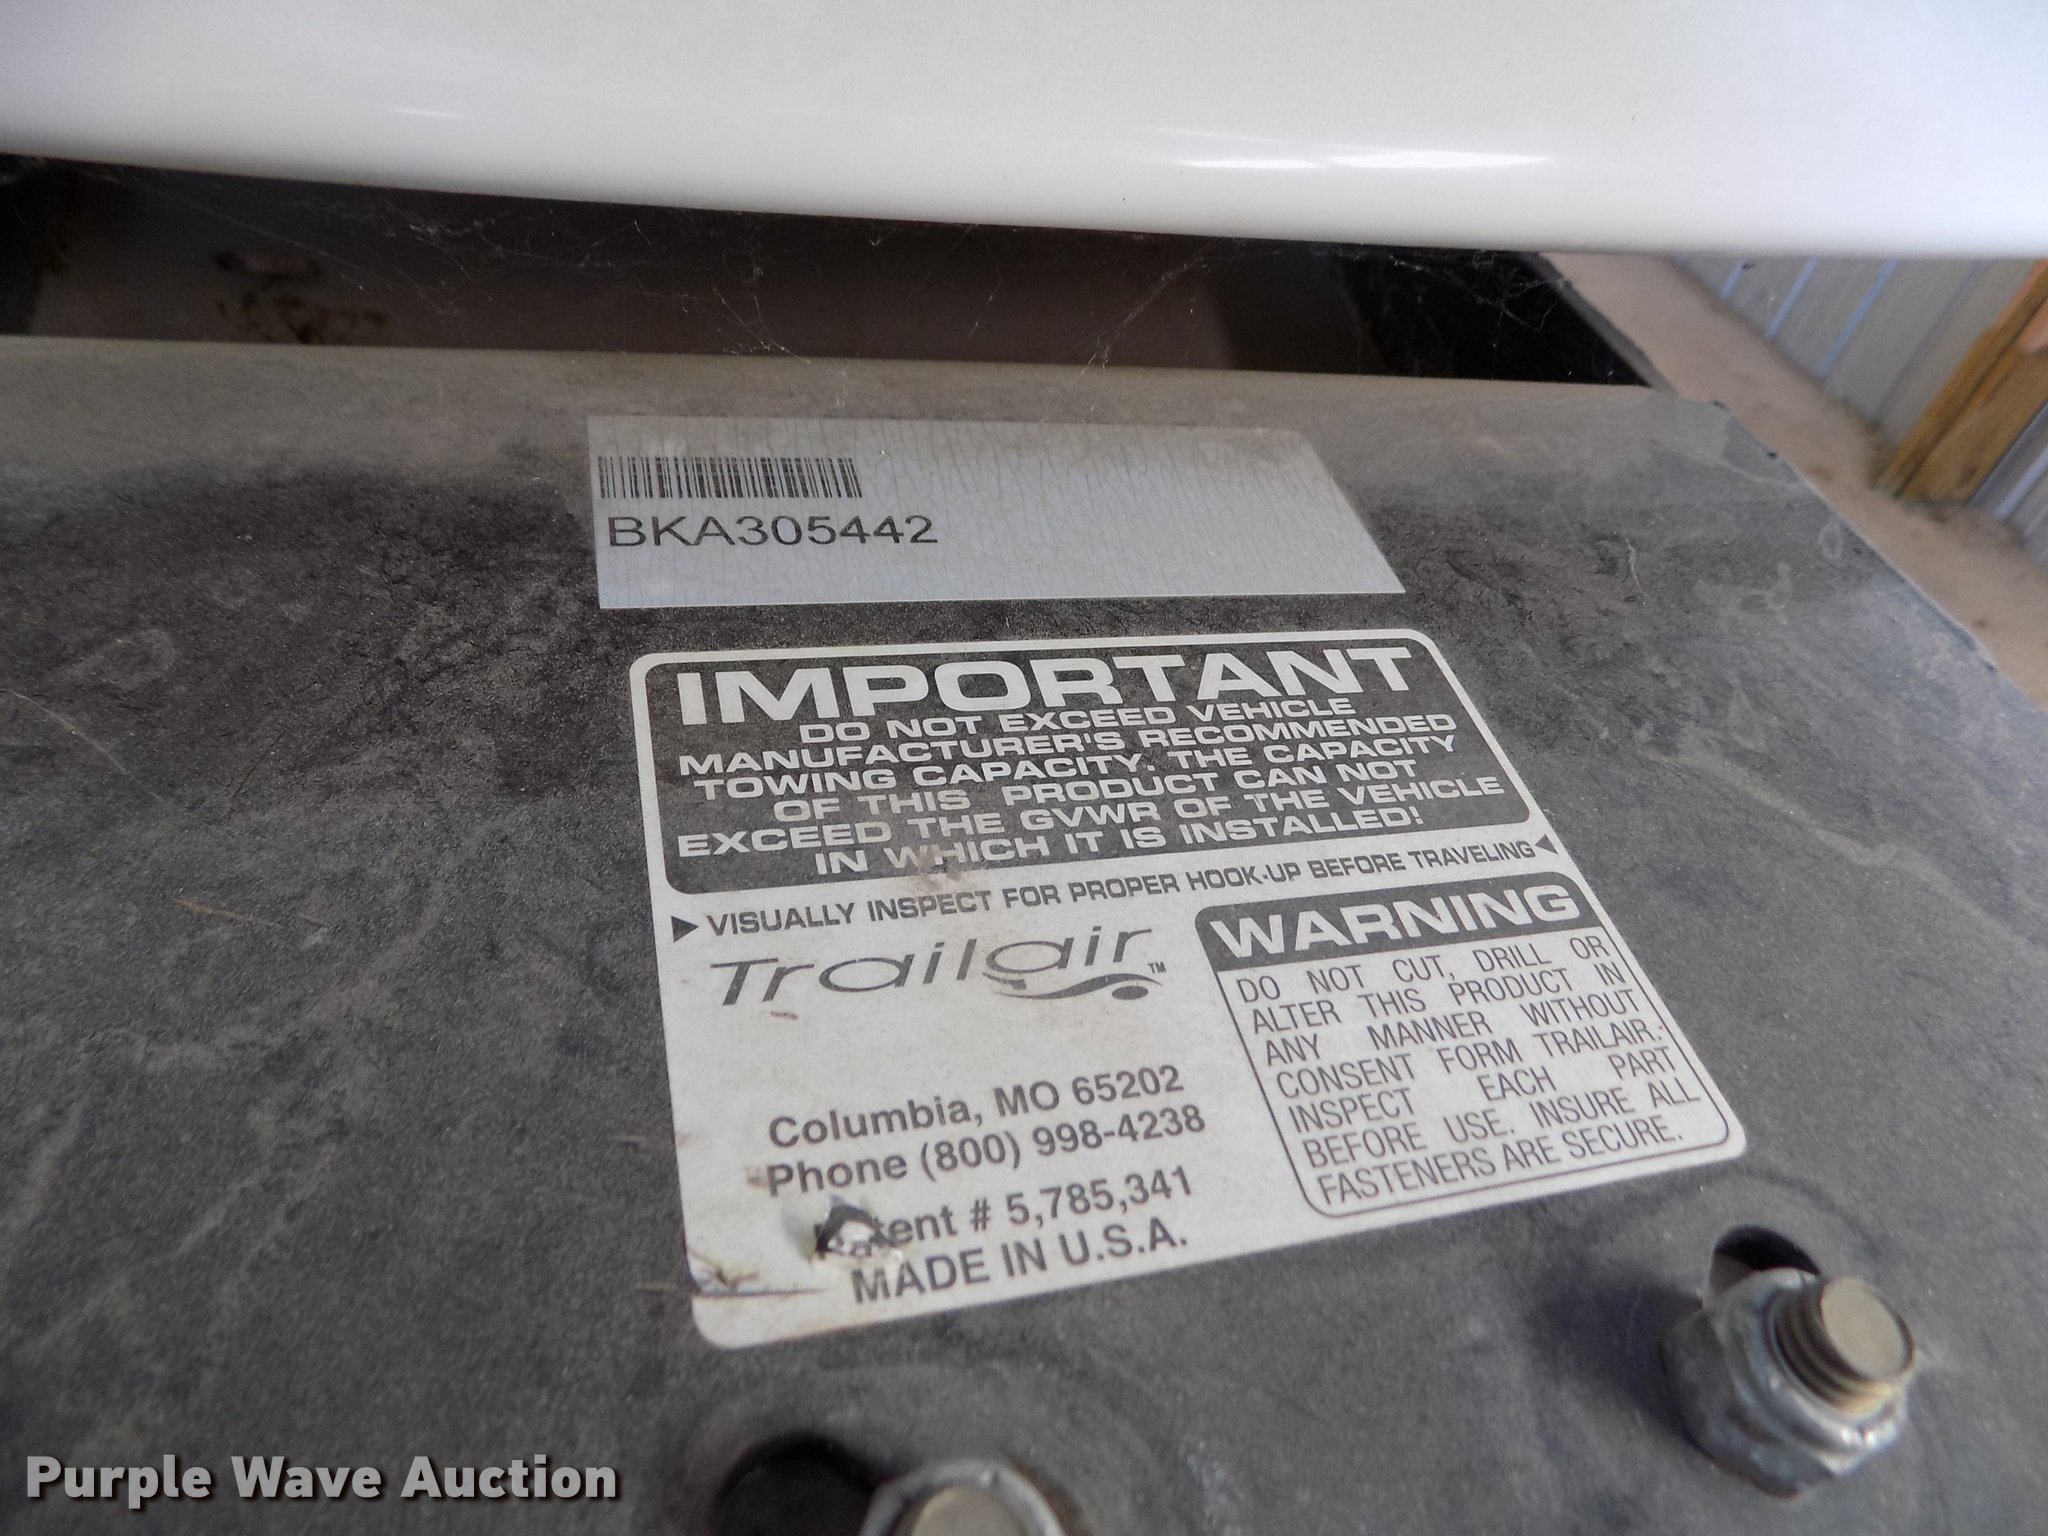 BKA305442
IMPORTANT
DO NOT EXCEED VEHICLE
MANUFACTURER'S RECOMMENDED
TOWING CAPACITY. THE CAPACITY
OF THIS PRODUCT CAN NOT
EXCEED THE GVWR OF THE VEHICLE
IN WHICH IT IS INSTALLED!
VISUALLY INSPECT FOR PROPER HOOK-UP BEFORE TRAVELING
Trailair™
Columbia, MO 65202
Phone (800) 998-4238
Patent # 5,785,341
MADE IN U.S.A.
WARNING
DO NOT CUT, DRILL OR
ALTER THIS PRODUCT IN
ANY MANNER WITHOUT
CONSENT FORM TRAILAIR.
INSPECT EACH PART
BEFORE USE. INSURE ALL
FASTENERS ARE SECURE.
Purple Wave Auction